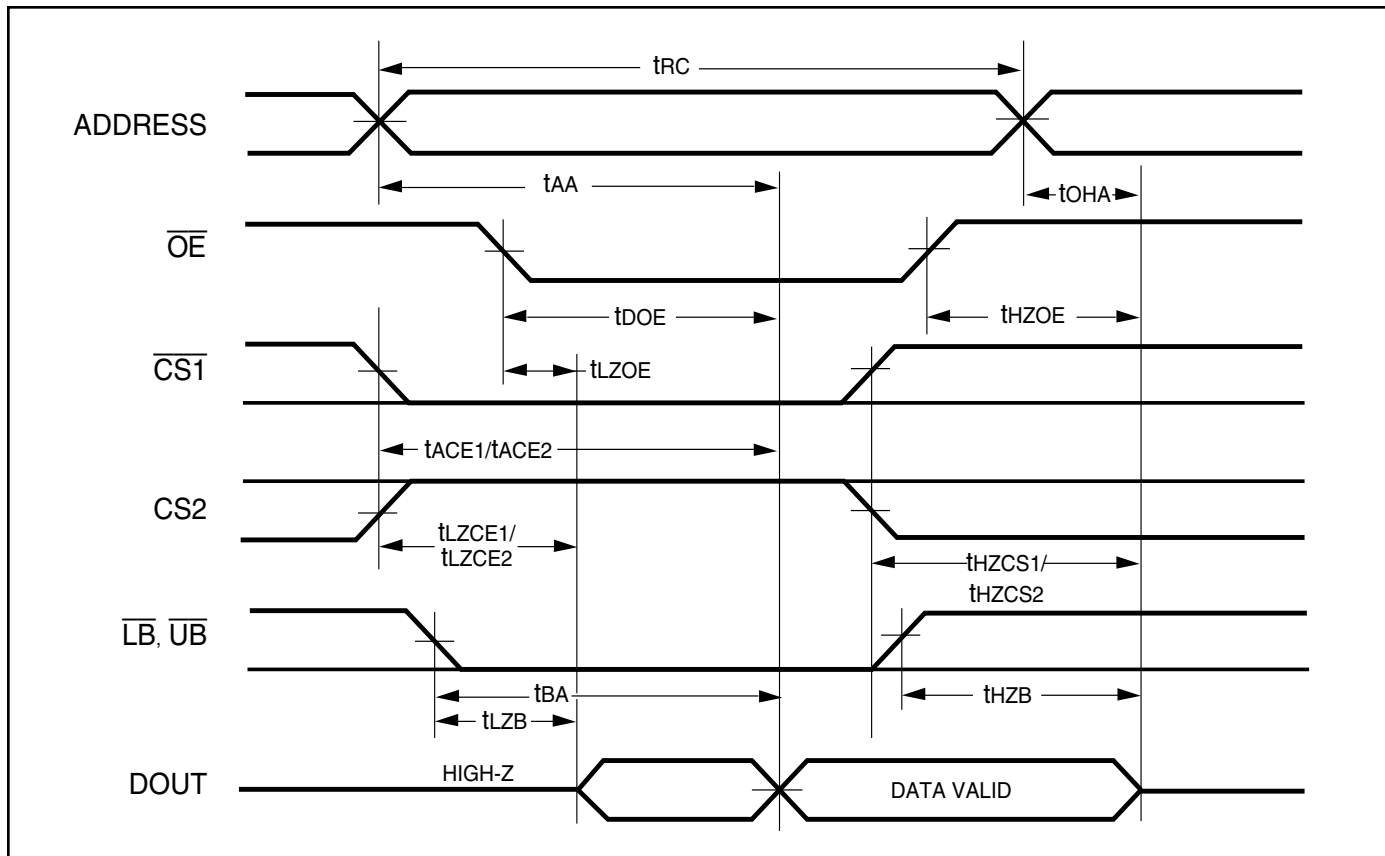 tRC
ADDRESS
tAA
tOHA
OE
tDOE
tHZOE
CS1
tLZOE
tACE1/tACE2
CS2
tLZCE1/
tLZCE2
tHZCS1/
tHZCS2
LB, UB
tBA
tHZB
tLZB
HIGH-Z
DOUT
DATA VALID